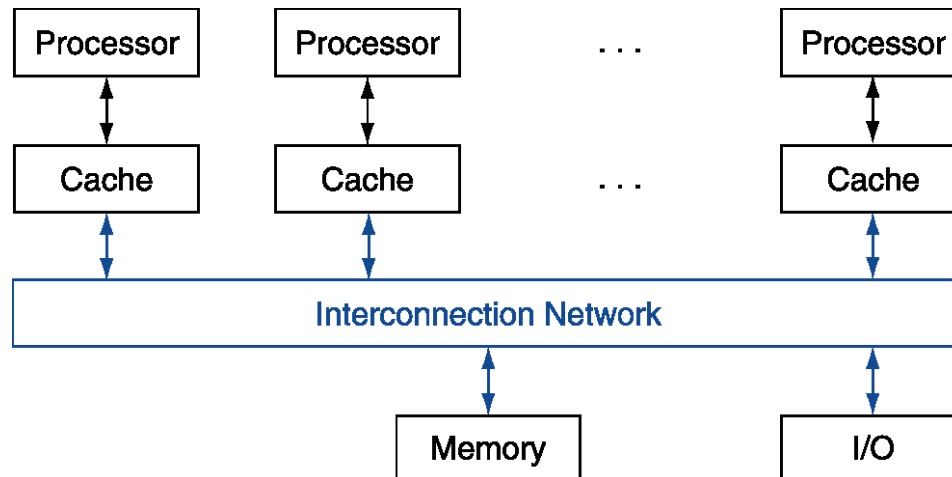 Processor Processor . . . Processor
Cache Cache . . . Cache
Interconnection Network
Memory I/O